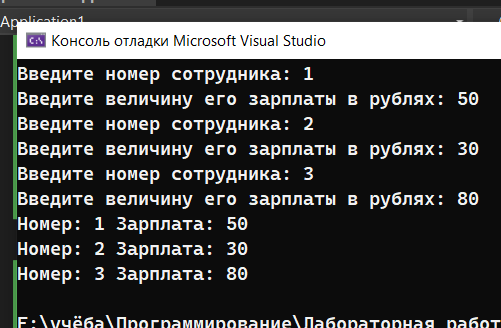 Application1
Консоль отладки Microsoft Visual Studio
Введите номер сотрудника: 1
Введите величину его зарплаты в рублях: 50
Введите номер сотрудника: 2
Введите величину его зарплаты в рублях: 30
Введите номер сотрудника: 3
Введите величину его зарплаты в рублях: 80
Номер: 1 Зарплата: 50
Номер: 2 Зарплата: 30
Номер: 3 Зарплата: 80
E:\учёба\Программирование\Лабораторная работ